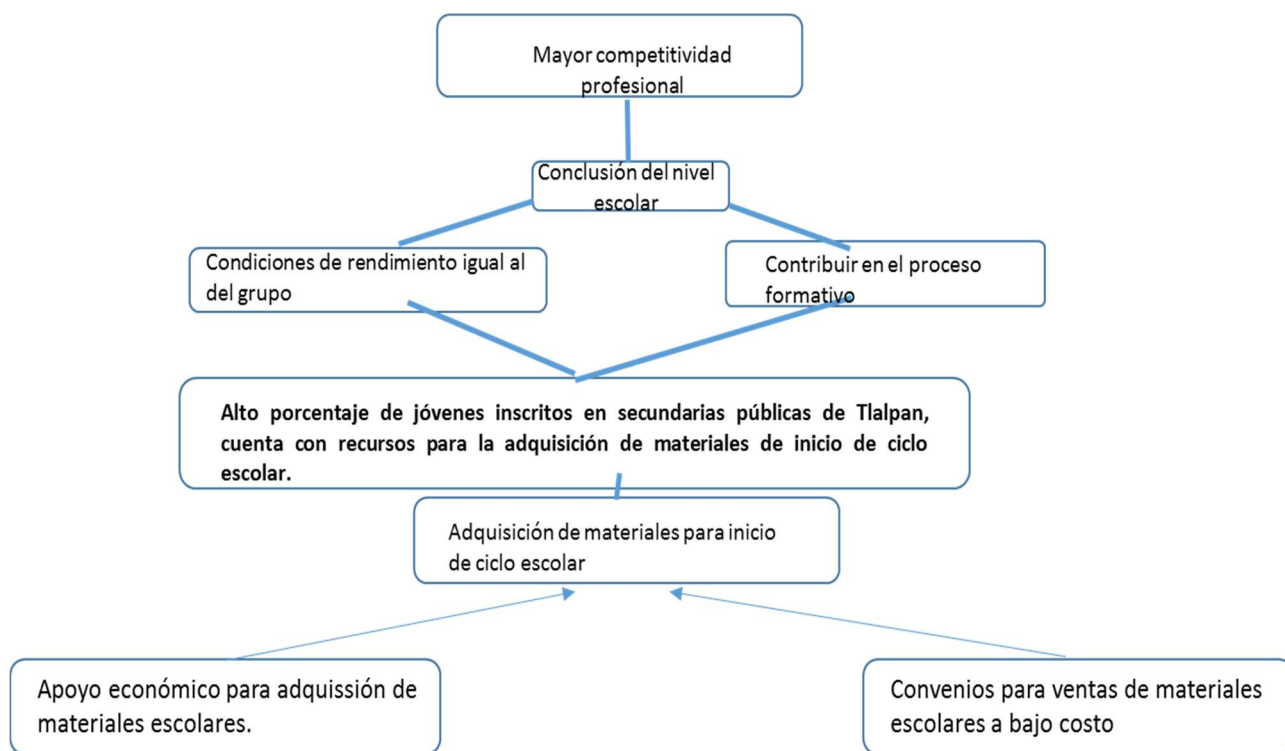 Mayor competitividad
profesional
Conclusión del nivel
escolar
Condiciones de rendimiento igual al
del grupo
Contribuir en el proceso
formativo
Alto porcentaje de jóvenes inscritos en secundarias públicas de Tlalpan,
cuenta con recursos para la adquisición de materiales de inicio de ciclo
escolar.
Adquisición de materiales para inicio
de ciclo escolar
Apoyo económico para adquissión de
materiales escolares.
Convenios para ventas de materiales
escolares a bajo costo